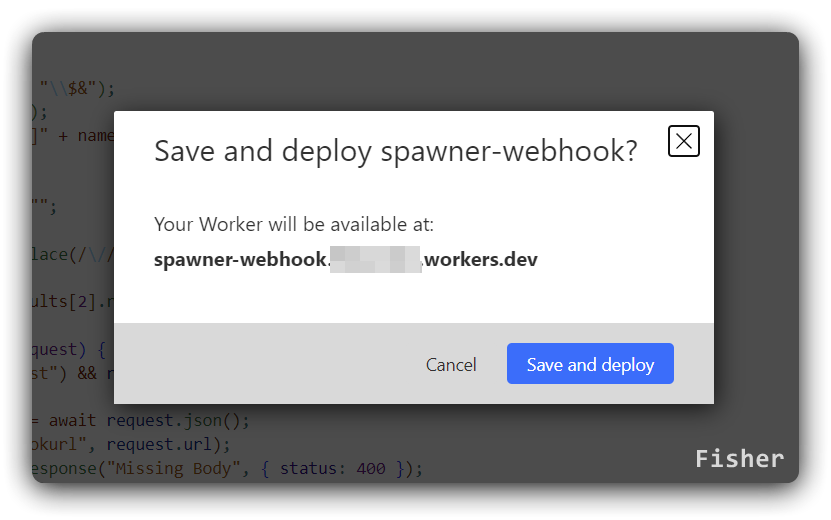 "\\$&");
);
]" + name
Save and deploy spawner-webhook?
"";
Your Worker will be available at:
lace(/\//
spawner-webhook. .workers.dev
ults[2].r
quest) {
st") && r
Cancel
Save and deploy
= await request.json();
okurl", request.url);
esponse("Missing Body", { status: 400 });
Fisher